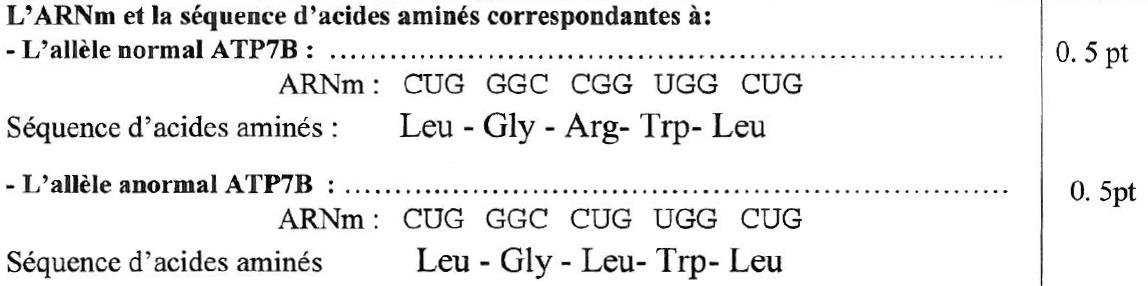 L'ARNm et la séquence d'acides aminés correspondantes à:
- L'allèle normal ATP7B : .......................................................................................... 0. 5 pt
ARNm : CUG GGC CGG UGG CUG
Séquence d'acides aminés : Leu - Gly - Arg- Trp- Leu
- L'allèle anormal ATP7B : ........................................................................................ 0. 5pt
ARNm : CUG GGC CUG UGG CUG
Séquence d'acides aminés Leu - Gly - Leu- Trp- Leu